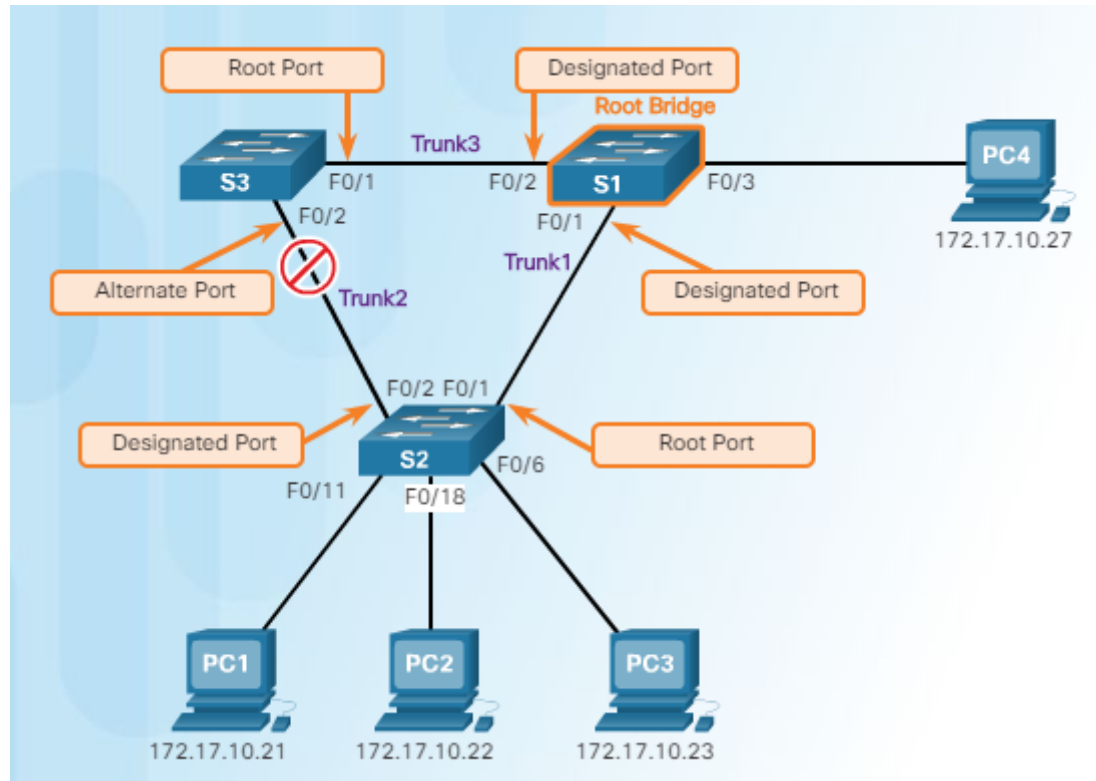 Root Port
Designated Port
Root Bridge
Trunk3
S3
F0/1
F0/2
S1
F0/3
PC4
F0/2
F0/1
172.17.10.27
Alternate Port
Trunk1
Trunk2
Designated Port
F0/2 F0/1
Designated Port
Root Port
S2
F0/6
F0/11
F0/18
PC1
PC2
PC3
172.17.10.21
172.17.10.22
172.17.10.23